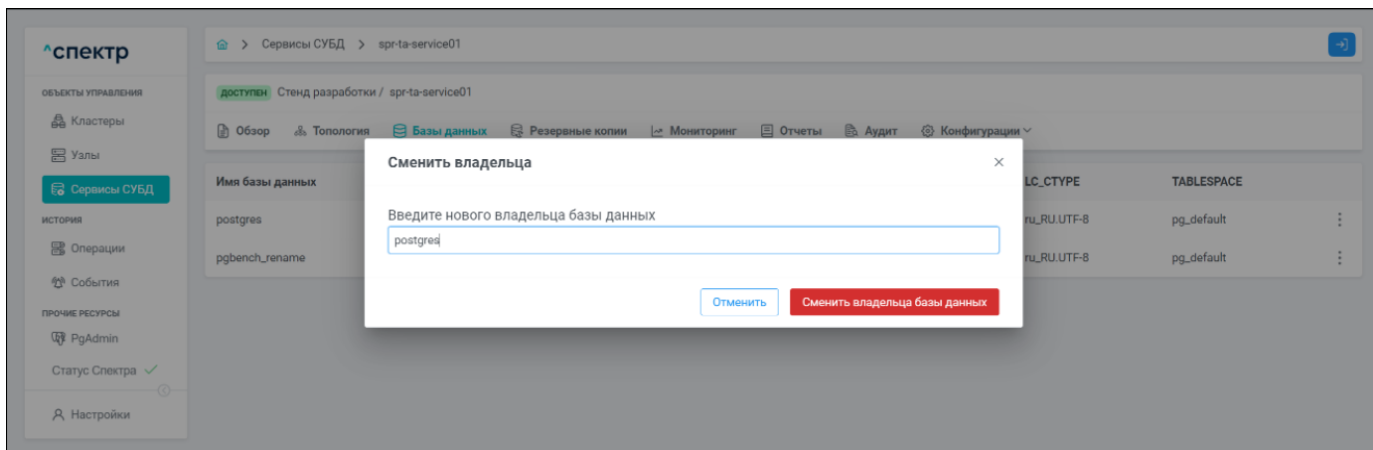 ^спектр
Сервисы СУБД > spr-ta-service01
ОБЪЕКТЫ УПРАВЛЕНИЯ
Кластеры
Узлы
Сервисы СУБД
ИСТОРИЯ
Операции
События
ПРОЧИЕ РЕСУРСЫ
PgAdmin
Статус Спектра
Настройки
ДОСТУПЕН Стенд разработки / spr-ta-service01
Обзор Топология Базы данных Резервные копии Мониторинг Отчеты Аудит Конфигурации
Имя базы данных LC_CTYPE TABLESPACE
postgres ru_RU.UTF-8 pg_default
pgbench_rename ru_RU.UTF-8 pg_default
Сменить владельца
Введите нового владельца базы данных
postgres
Отменить Сменить владельца базы данных